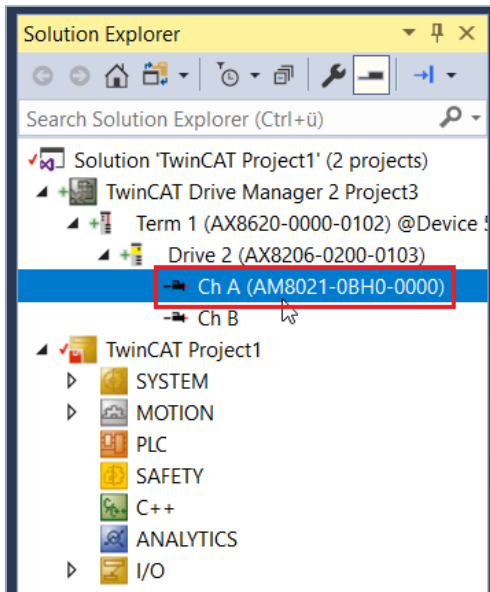 Solution Explorer
Search Solution Explorer (Ctrl+ü)
Solution 'TwinCAT Project1' (2 projects)
TwinCAT Drive Manager 2 Project3
Term 1 (AX8620-0000-0102) @Device
Drive 2 (AX8206-0200-0103)
Ch A (AM8021-0BH0-0000)
Ch B
TwinCAT Project1
SYSTEM
MOTION
PLC
SAFETY
C++
ANALYTICS
I/O